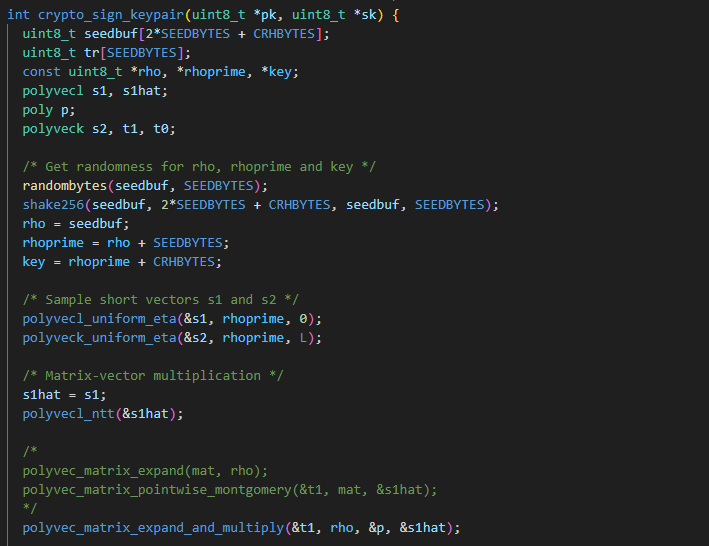 int crypto_sign_keypair(uint8_t *pk, uint8_t *sk) {
  uint8_t seedbuf[2*SEEDBYTES + CRHBYTES];
  uint8_t tr[SEEDBYTES];
  const uint8_t *rho, *rhoprime, *key;
  polyvecl s1, s1hat;
  poly p;
  polyveck s2, t1, t0;

  /* Get randomness for rho, rhoprime and key */
  randombytes(seedbuf, SEEDBYTES);
  shake256(seedbuf, 2*SEEDBYTES + CRHBYTES, seedbuf, SEEDBYTES);
  rho = seedbuf;
  rhoprime = rho + SEEDBYTES;
  key = rhoprime + CRHBYTES;

  /* Sample short vectors s1 and s2 */
  polyvecl_uniform_eta(&s1, rhoprime, 0);
  polyveck_uniform_eta(&s2, rhoprime, L);

  /* Matrix-vector multiplication */
  s1hat = s1;
  polyvecl_ntt(&s1hat);

  /*
  polyvec_matrix_expand(mat, rho);
  polyvec_matrix_pointwise_montgomery(&t1, mat, &s1hat);
  */
  polyvec_matrix_expand_and_multiply(&t1, rho, &p, &s1hat);